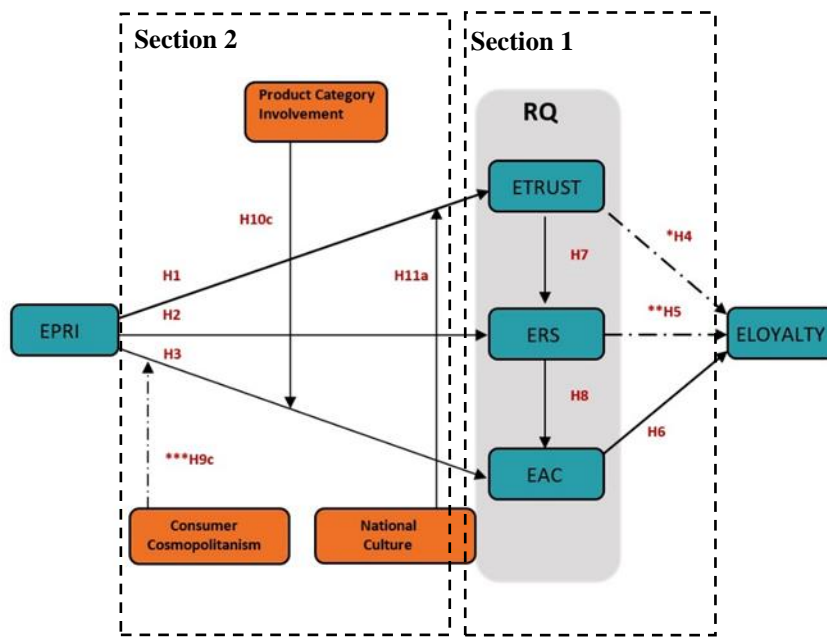 Section 2
Section 1
Product Category
Involvement
RQ
ETRUST
H10c
*H4
H7
H1
H11a
H2
**H5
EPRI
ERS
ELOYALTY
H3
H8
H6
***H9c
EAC
Consumer
Cosmopolitanism
National
Culture